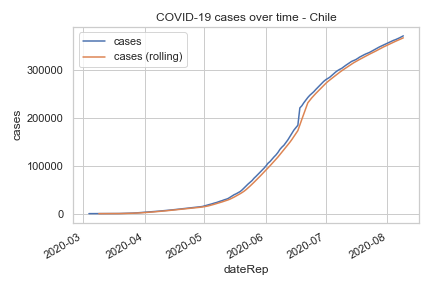 COVID-19 cases over time - Chile
cases
cases (rolling)
300000
200000
100000
0
cases
2020-03
2020-04
2020-05
2020-06
2020-07
2020-08
dateRep